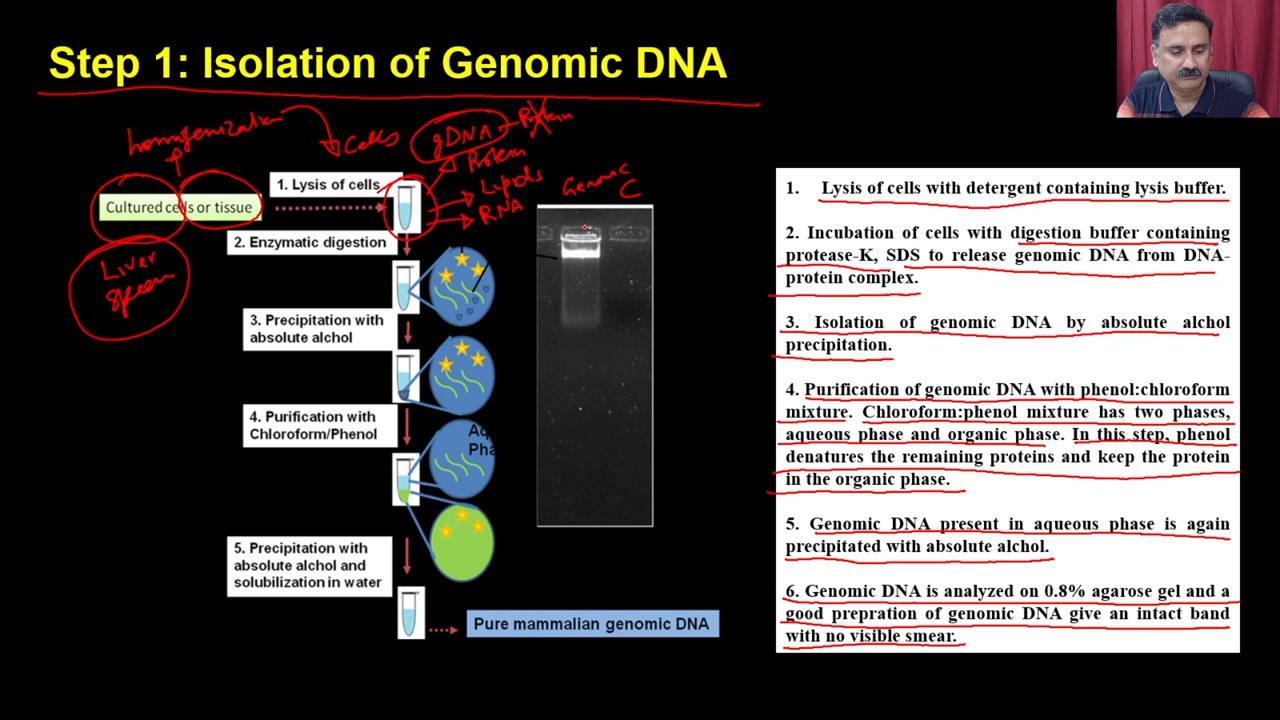 Step 1: Isolation of Genomic DNA
homogenization
Cells
gDNA - Protein
Protein
Lipids
RNA
Genomic
C
Cultured cells or tissue
1. Lysis of cells
Liver
spleen
2. Enzymatic digestion
3. Precipitation with
absolute alchol
4. Purification with
Chloroform/Phenol
Aq
Pha
5. Precipitation with
absolute alchol and
solubilization in water
Pure mammalian genomic DNA
1. Lysis of cells with detergent containing lysis buffer.
2. Incubation of cells with digestion buffer containing
protease-K, SDS to release genomic DNA from DNA-
protein complex.
3. Isolation of genomic DNA by absolute alchol
precipitation.
4. Purification of genomic DNA with phenol:chloroform
mixture. Chloroform:phenol mixture has two phases,
aqueous phase and organic phase. In this step, phenol
denatures the remaining proteins and keep the protein
in the organic phase.
5. Genomic DNA present in aqueous phase is again
precipitated with absolute alchol.
6. Genomic DNA is analyzed on 0.8% agarose gel and a
good prepration of genomic DNA give an intact band
with no visible smear.